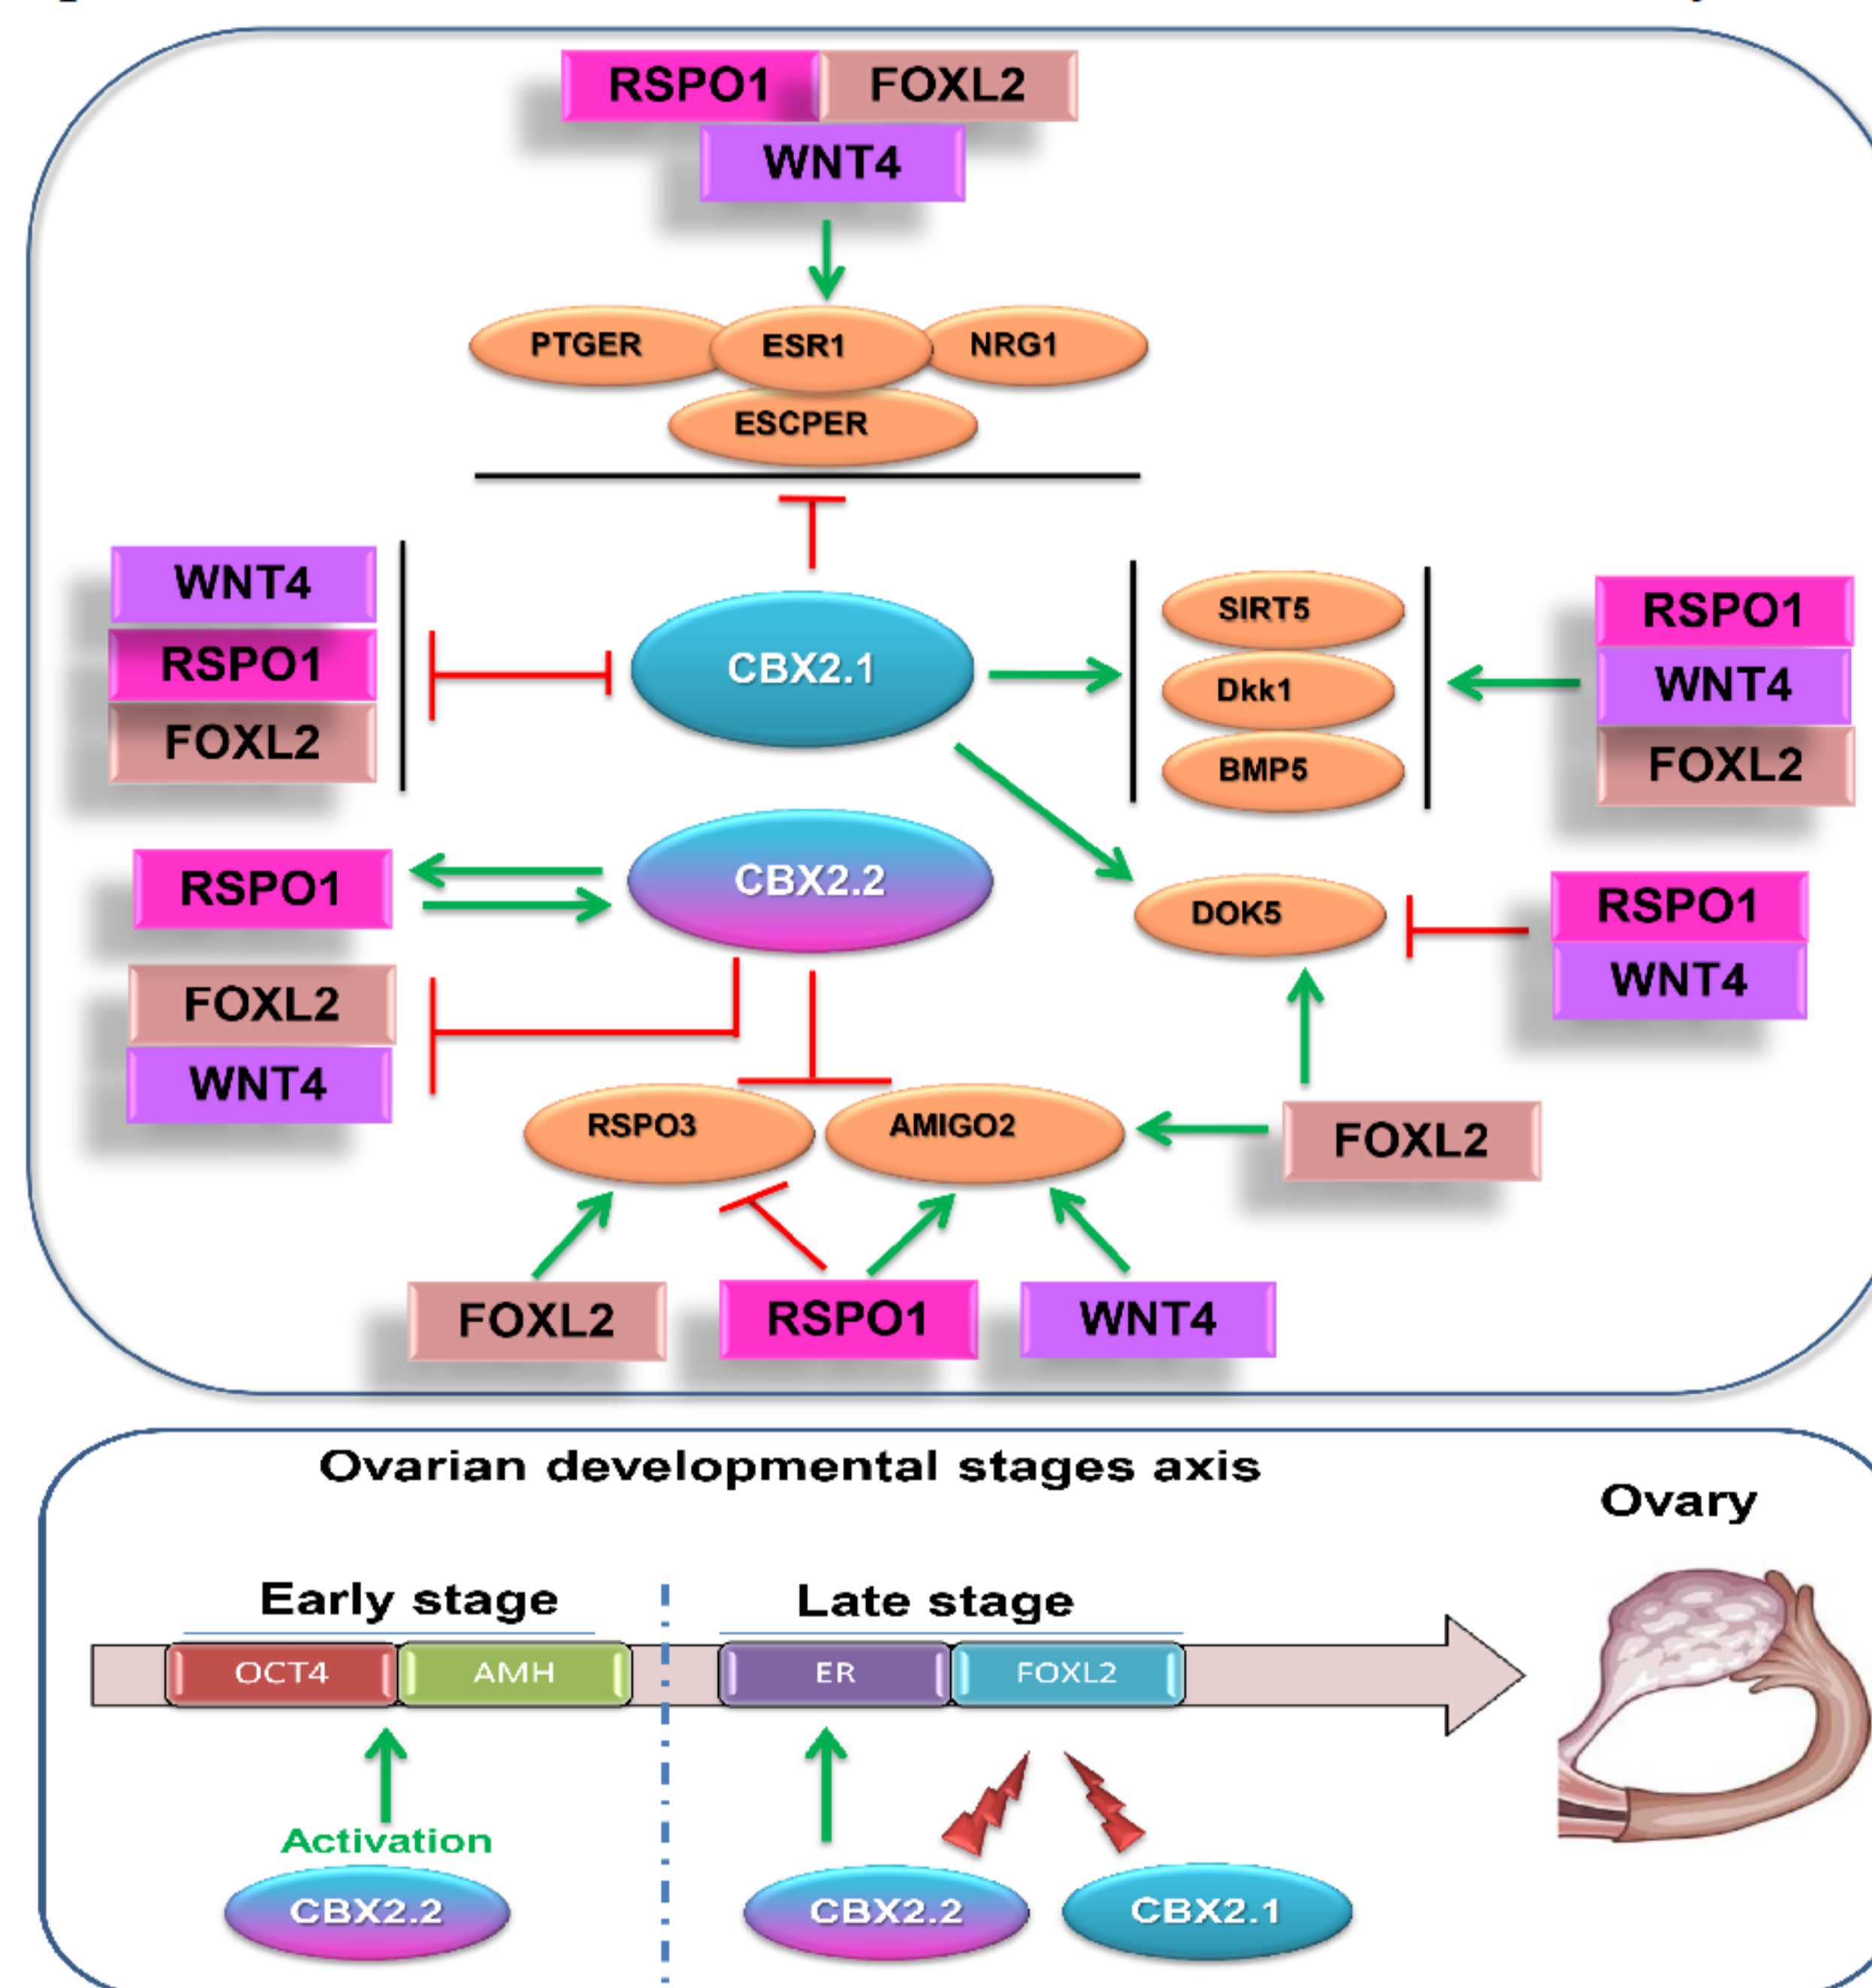 RSPO1 FOXL2
WNT4
PTGER ESR1 NRG1
ESCPER
WNT4
RSPO1
FOXL2
CBX2.1
SIRT5
Dkk1
BMP5
RSPO1
WNT4
FOXL2
RSPO1
CBX2.2
DOK5
RSPO1
WNT4
FOXL2
WNT4
RSPO3 AMIGO2
FOXL2
FOXL2 RSPO1 WNT4
Ovarian developmental stages axis
Ovary
Early stage Late stage
OCT4 AMH ER FOXL2
Activation
CBX2.2 CBX2.2 CBX2.1